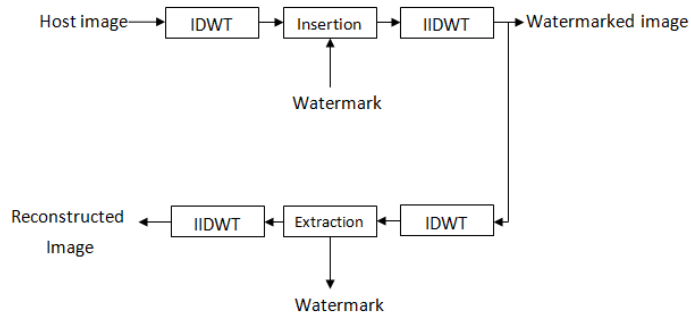 Host image IDWT Insertion IIDWT Watermarked image
Watermark
Reconstructed
Image
IIDWT Extraction IDWT
Watermark